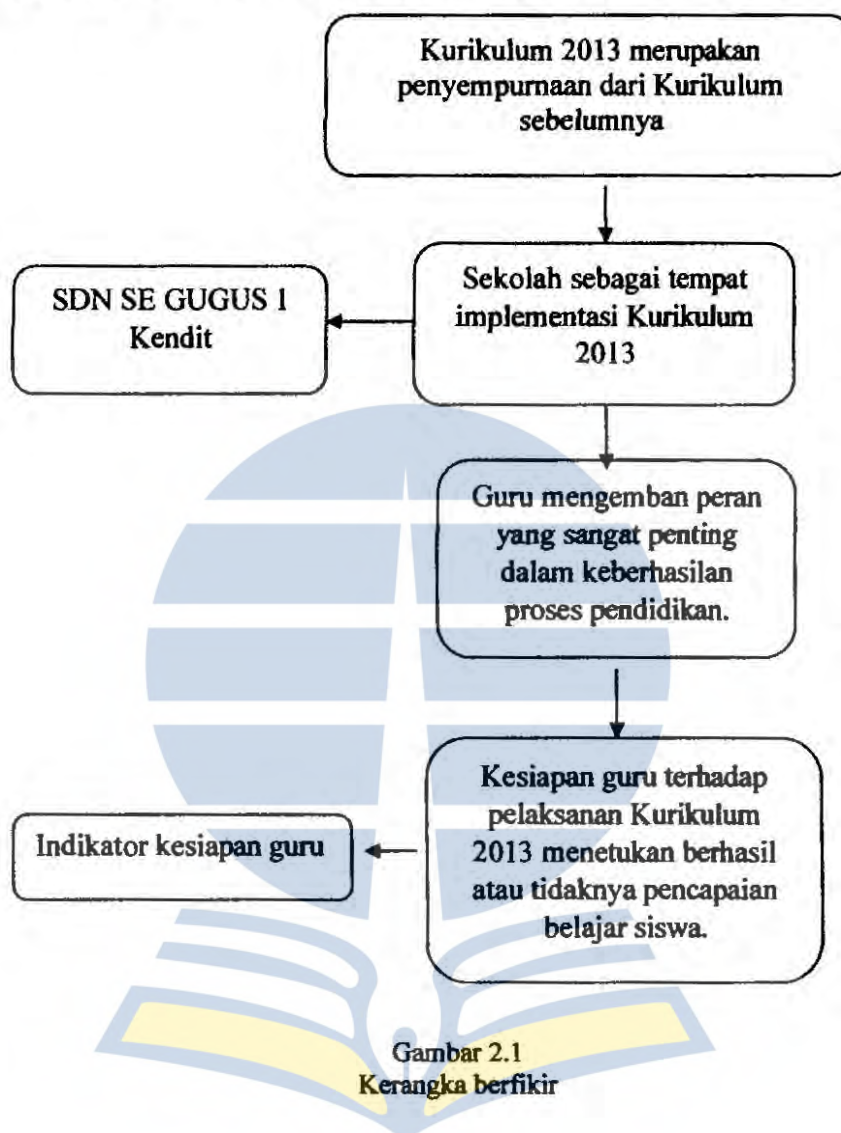 Kurikulum 2013 merupakan
penyempurnaan dari Kurikulum
sebelumnya
SDN SE GUGUS 1
Kendit
Sekolah sebagai tempat
implementasi Kurikulum
2013
Guru mengemban peran
yang sangat penting
dalam keberhasilan
proses pendidikan.
Indikator kesiapan guru
Kesiapan guru terhadap
pelaksanan Kurikulum
2013 menetukan berhasil
atau tidaknya pencapaian
belajar siswa.
Gambar 2.1
Kerangka berfikir